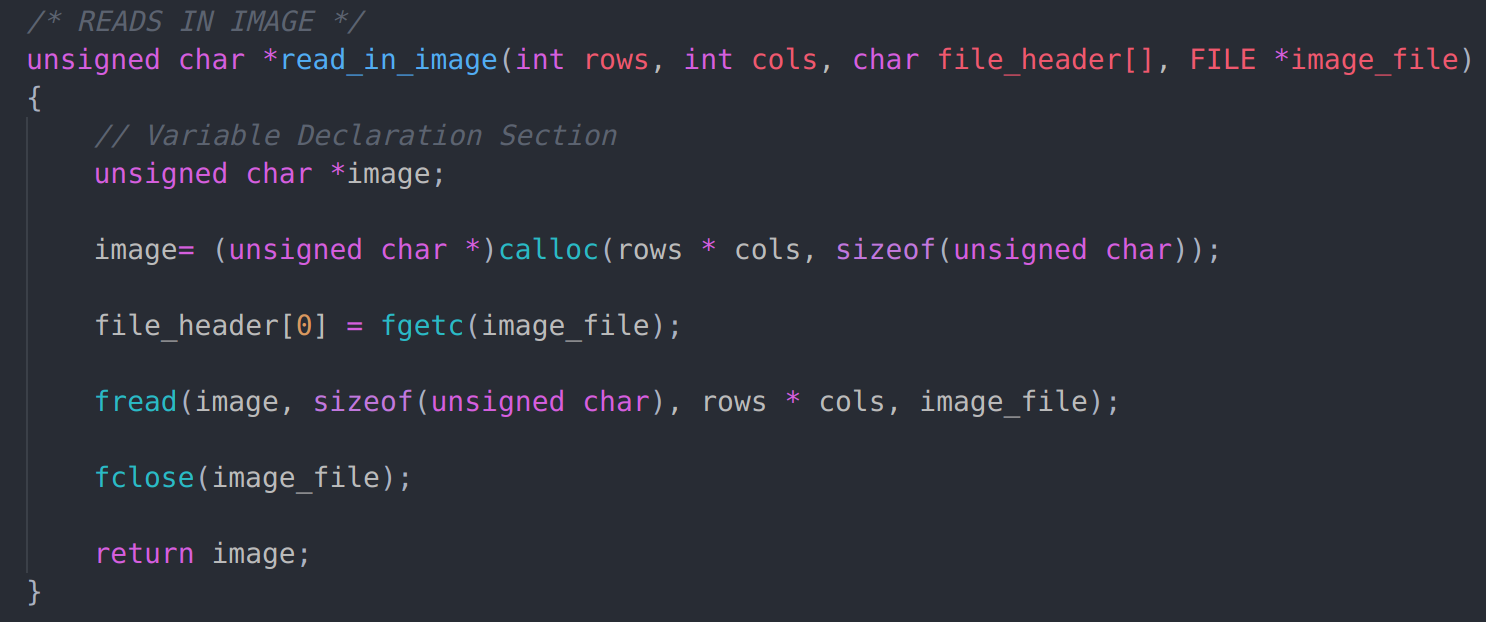 /* READS IN IMAGE */
unsigned char *read_in_image(int rows, int cols, char file_header[], FILE *image_file)
{
    // Variable Declaration Section
    unsigned char *image;
    image= (unsigned char *)calloc(rows * cols, sizeof(unsigned char));
    file_header[0] = fgetc(image_file);
    fread(image, sizeof(unsigned char), rows * cols, image_file);
    fclose(image_file);
    return image;
}